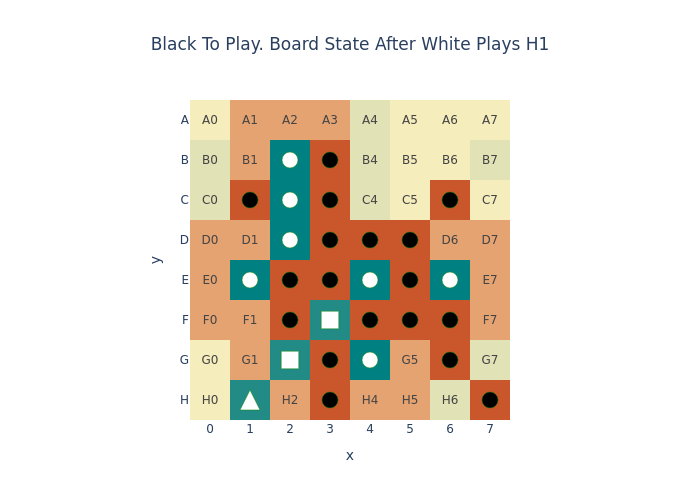 Black To Play. Board State After White Plays H1
A A0 A1 A2 A3 A4 A5 A6 A7
B B0 B1 B4 B5 B6 B7
C C0 C4 C5 C7
D D0 D1 D6 D7
y
E E0 E7
F F0 F1 F7
G G0 G1 G5 G7
H H0 H2 H4 H5 H6
0 1 2 3 4 5 6 7
x